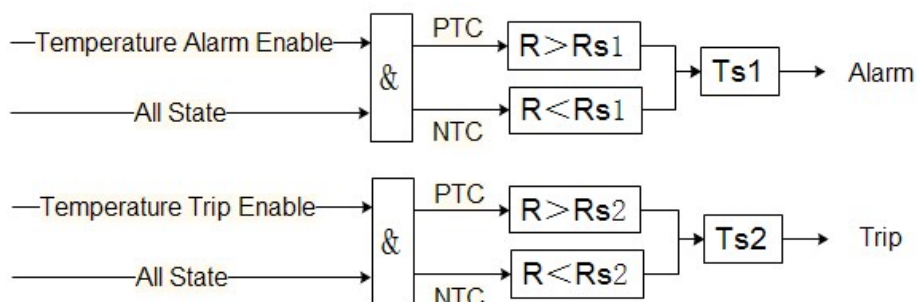 Temperature Alarm Enable
All State
&
PTC
NTC
R>Rs1
R<Rs1
Ts1
Alarm
Temperature Trip Enable
All State
&
PTC
NTC
R>Rs2
R<Rs2
Ts2
Trip